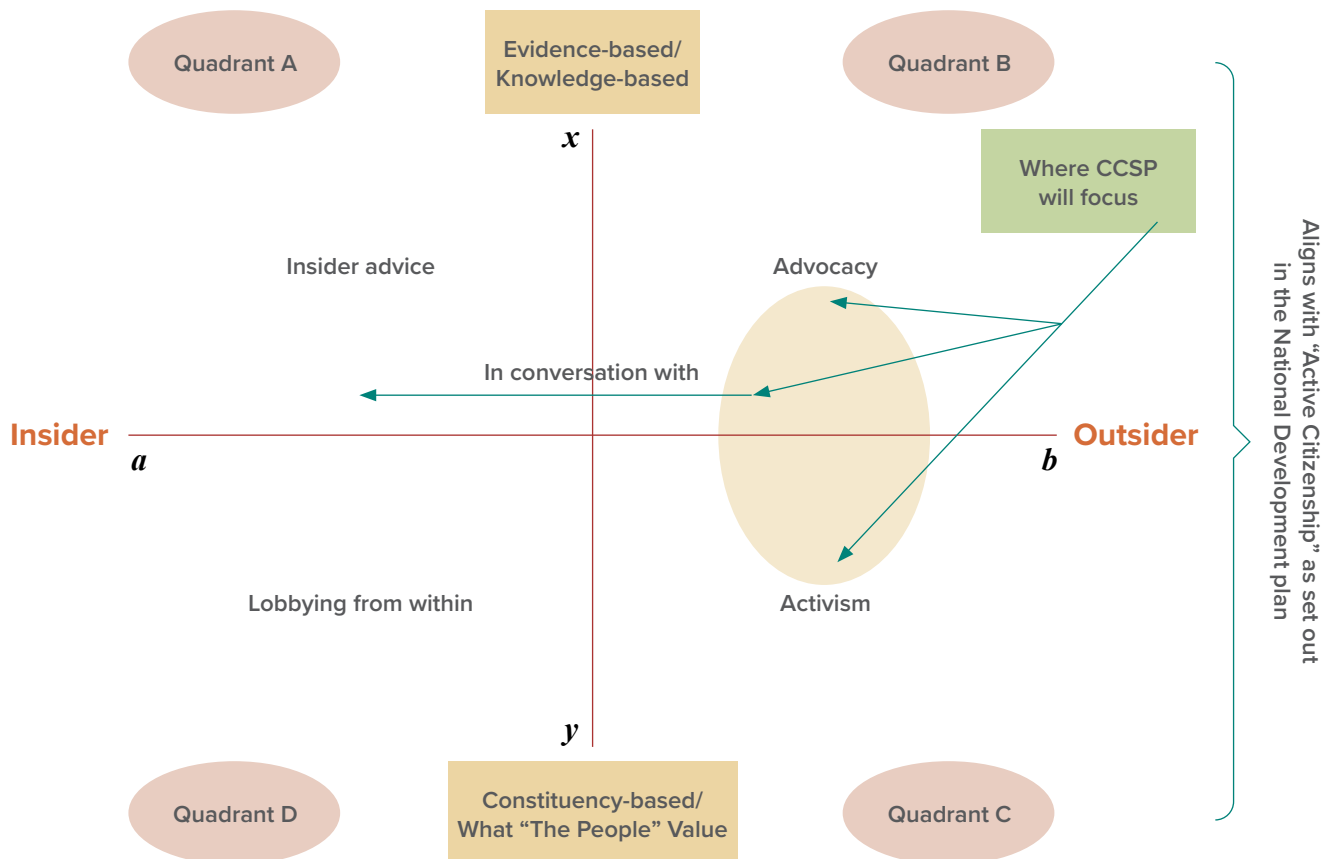 Quadrant A
Evidence-based/
Knowledge-based
Quadrant B
x
Where CCSP
will focus
Insider advice
Advocacy
In conversation with
Insider
a
b
Outsider
Aligns with “Active Citizenship” as set out
in the National Development plan
Lobbying from within
Activism
y
Quadrant D
Constituency-based/
What “The People” Value
Quadrant C